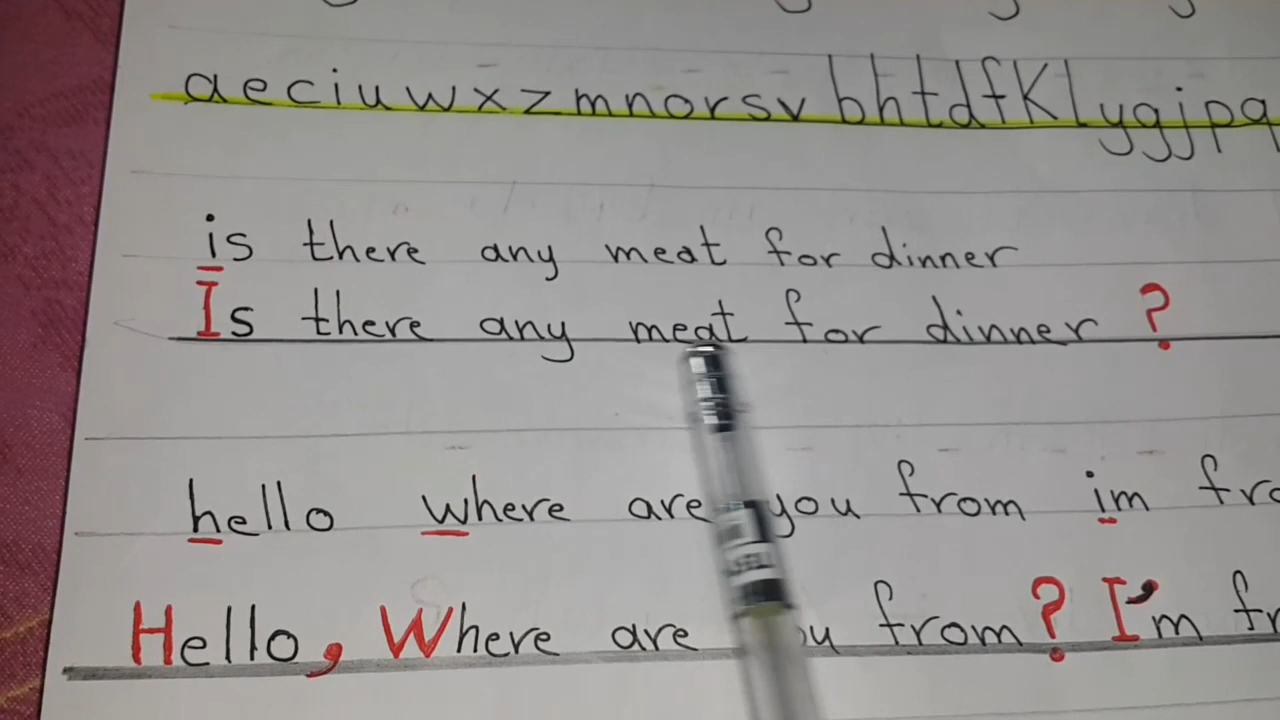 aeciuwxzmnorsvbhtdfKlygjpq
is there any meat for dinner
Is there any meat for dinner ?
hello where are you from im
Hello, Where are from? I'm